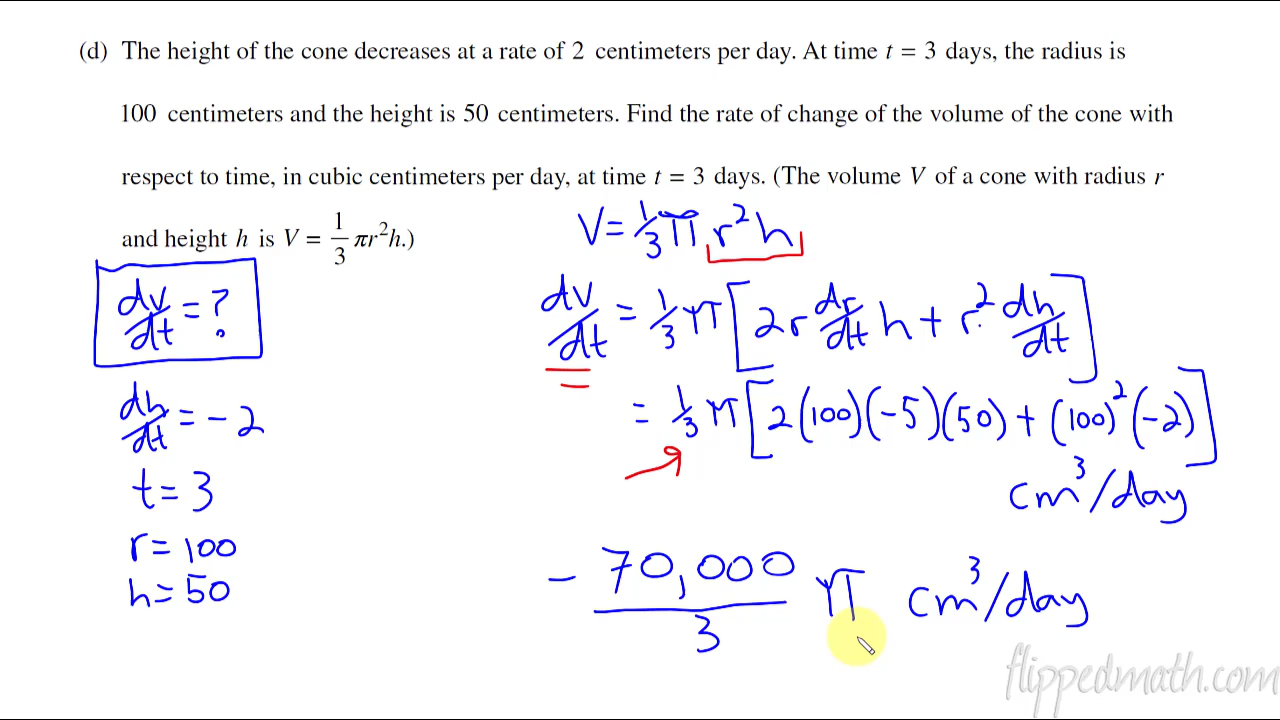 (d) The height of the cone decreases at a rate of 2 centimeters per day. At time t = 3 days, the radius is
100 centimeters and the height is 50 centimeters. Find the rate of change of the volume of the cone with
respect to time, in cubic centimeters per day, at time t = 3 days. (The volume V of a cone with radius r
and height h is V = 1/3 πr²h.)
V = 1/3 π r²h
dV/dt = ?
dV/dt = 1/3 π [2r dr/dt h + r² dh/dt]
dh/dt = -2
= 1/3 π [2(100)(-5)(50) + (100)²(-2)]
cm³/day
t = 3
r = 100
h = 50
- 70,000/3 π cm³/day
flippedmath.com